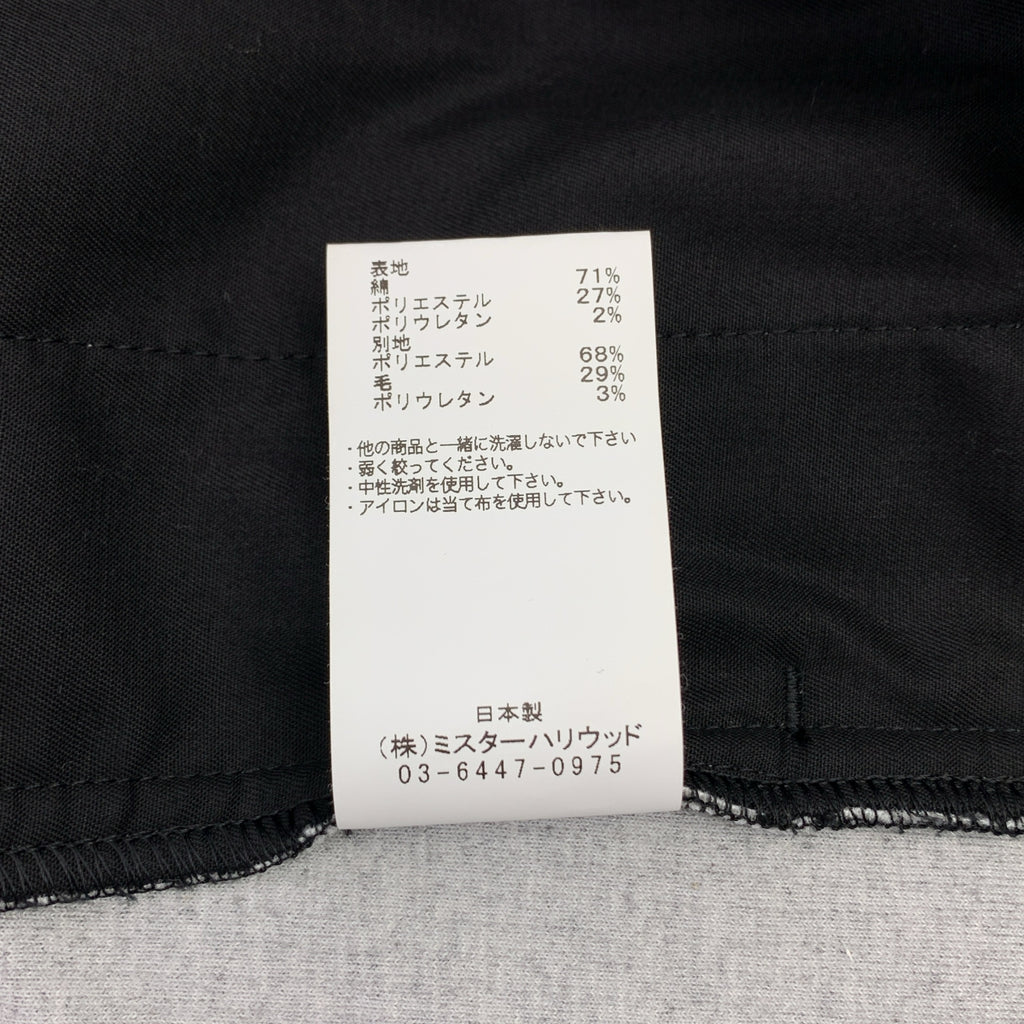 表地
綿 71%
ポリエステル 27%
ポリウレタン 2%
別地
ポリエステル 68%
毛 29%
ポリウレタン 3%
・他の商品と一緒に洗濯しないで下さい
・弱く絞ってください。
・中性洗剤を使用して下さい。
・アイロンは当て布を使用して下さい。
日本製
(株)ミスターハリウッド
03-6447-0975